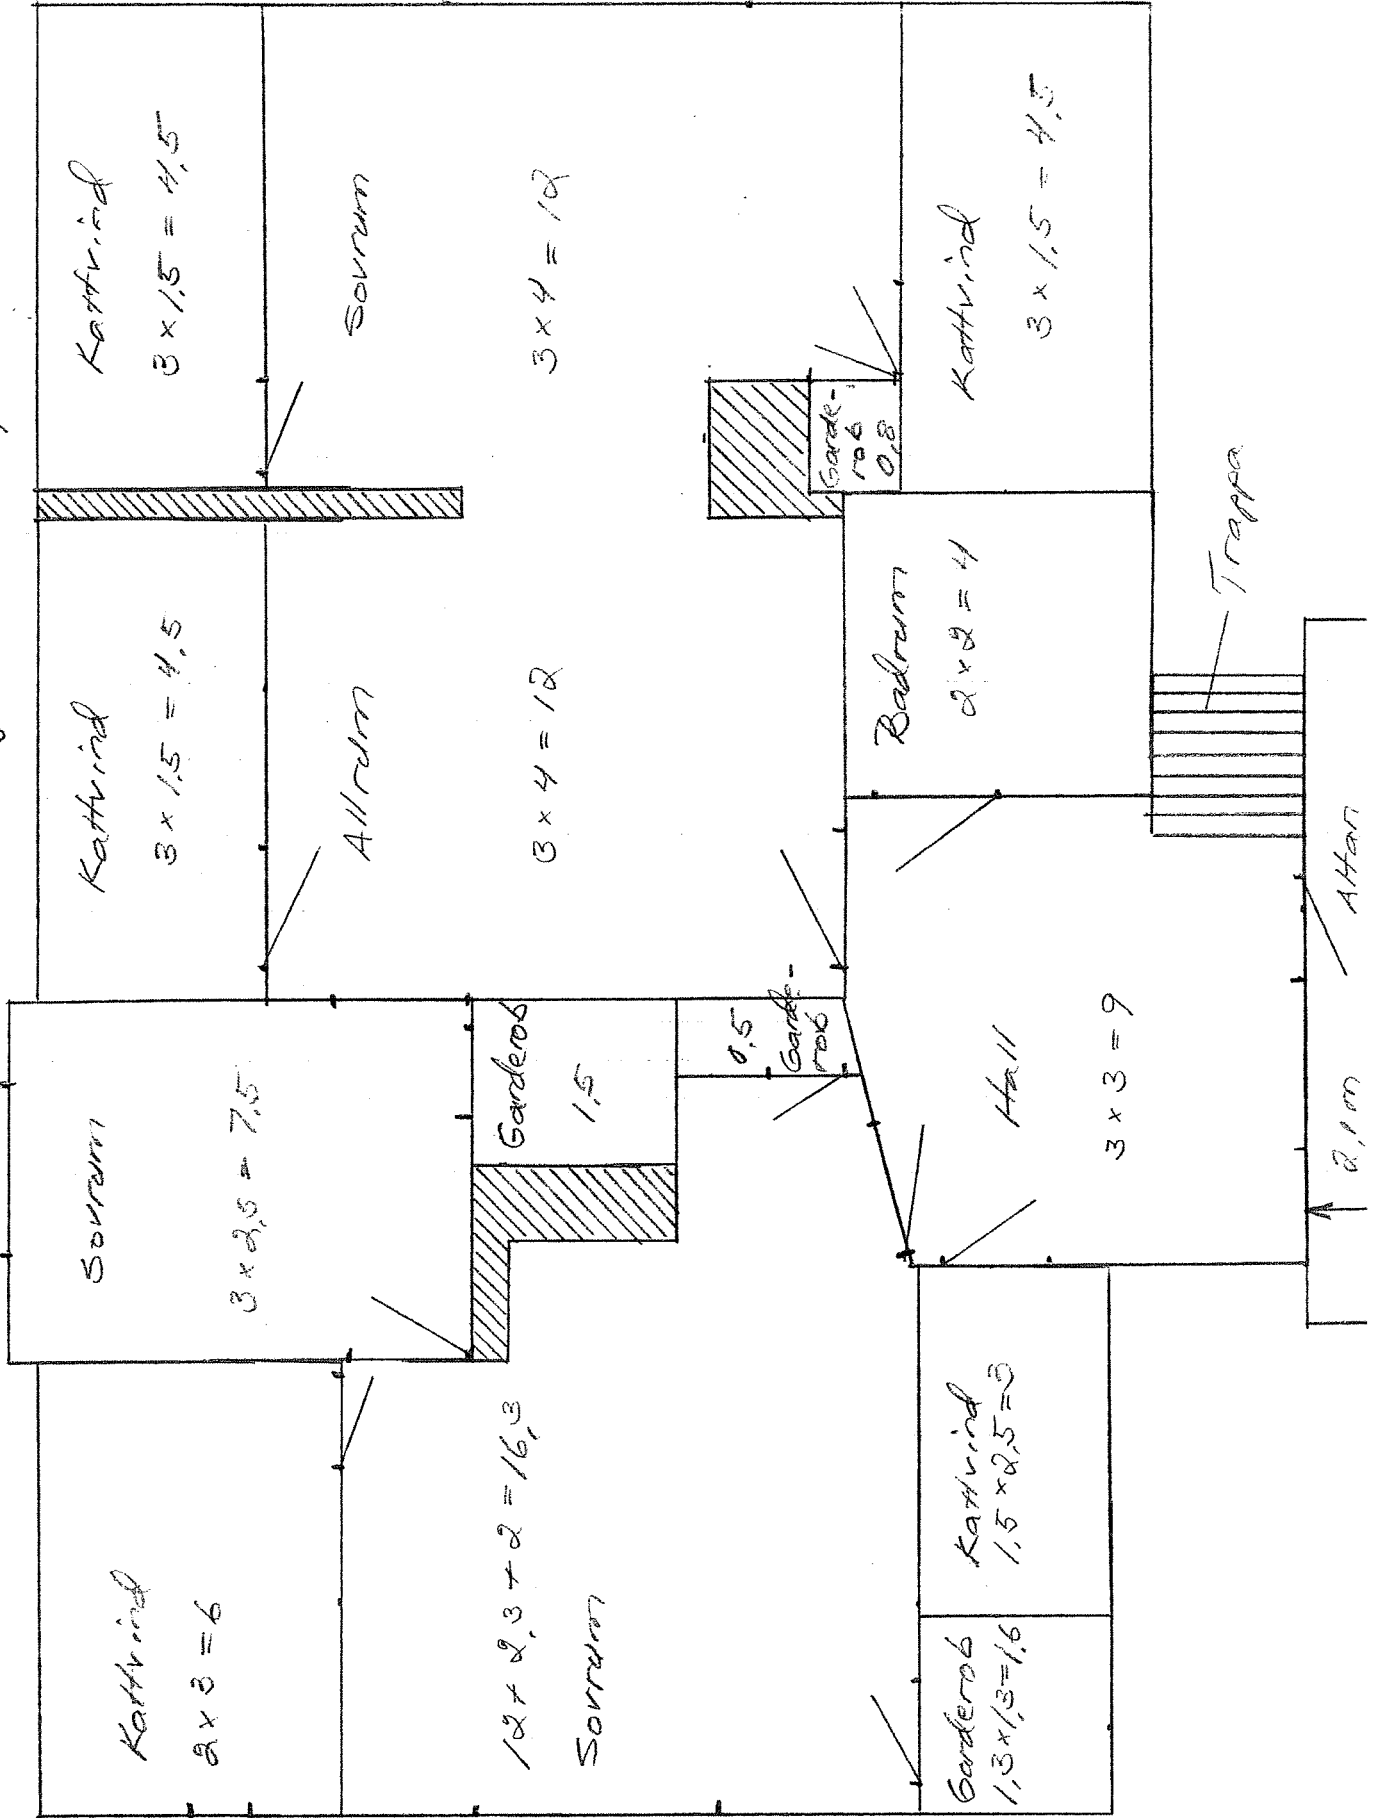 Kattvind
2 x 3 = 6
Sovrum
3 x 2,5 = 7,5
Kattvind
3 x 1,5 = 4,5
Kattvind
3 x 1,5 = 4,5
12 + 2,3 + 2 = 16,3
Sovrum
Garderob
1,5
0,5
Garde-
rob
Allrum
3 x 4 = 12
Sovrum
3 x 4 = 12
Garde-
rob
0,8
Garderob
1,3 x 1,3 = 1,6
Kattvind
1,5 x 2,5 = 3
Hall
3 x 3 = 9
Badrum
2 x 2 = 4
Kattvind
3 x 1,5 = 4,5
2,1 m
Altan
Trappa